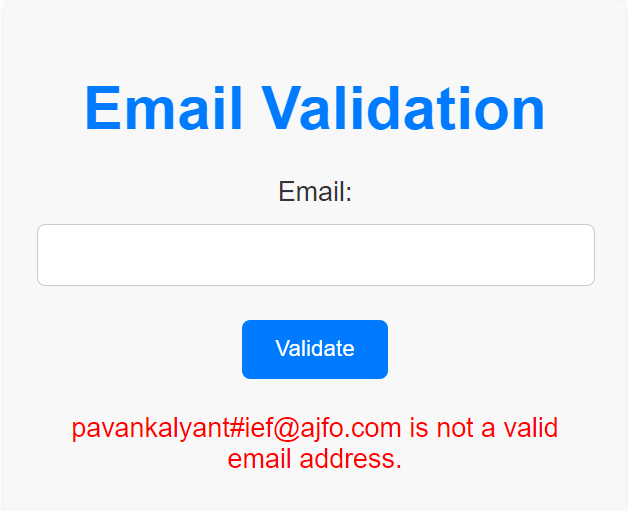 Email Validation
Email:
Validate
pavankalyant#ief@ajfo.com is not a valid
email address.